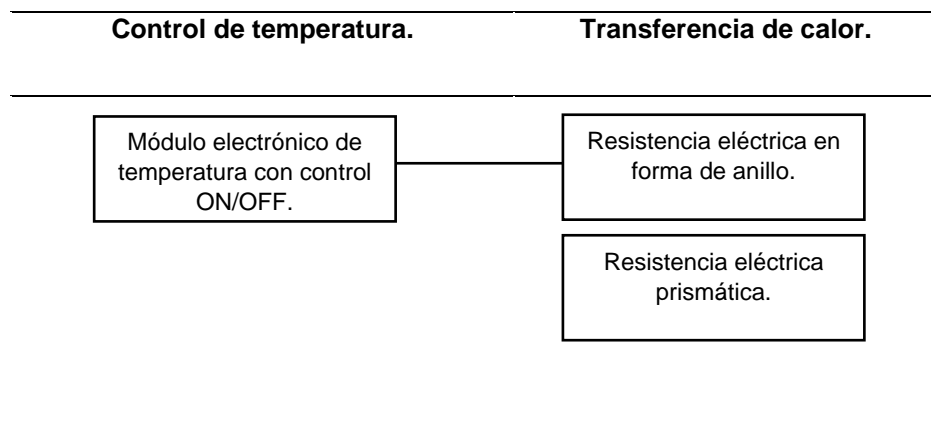 Control de temperatura. Transferencia de calor.
Módulo electrónico de
temperatura con control
ON/OFF.
Resistencia eléctrica en
forma de anillo.
Resistencia eléctrica
prismática.